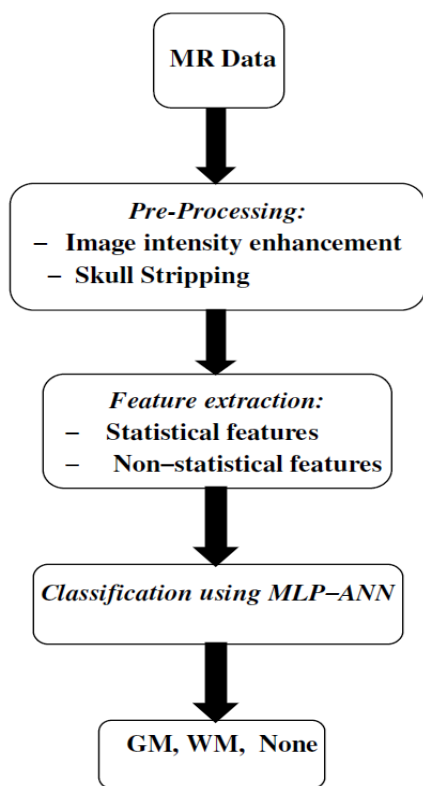 MR Data
Pre-Processing:
– Image intensity enhancement
– Skull Stripping
Feature extraction:
– Statistical features
– Non–statistical features
Classification using MLP–ANN
GM, WM, None